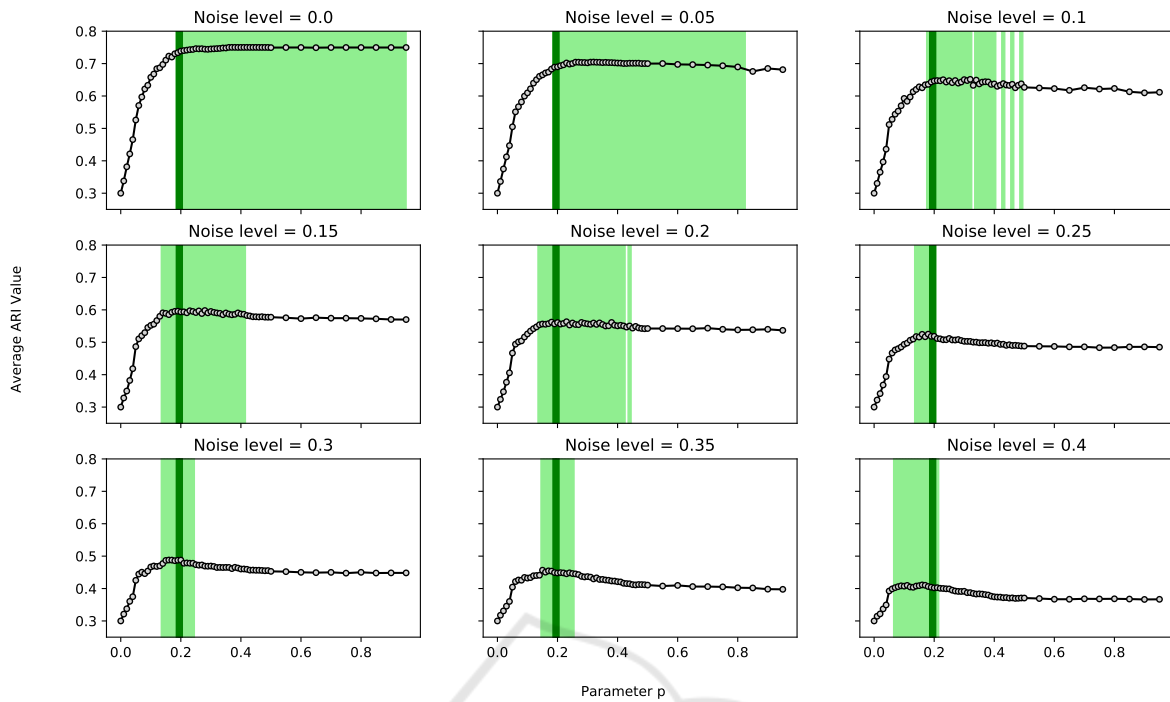 Noise level = 0.0
Noise level = 0.05
Noise level = 0.1
0.8
0.7
0.6
0.5
0.4
0.3
Noise level = 0.15
Noise level = 0.2
Noise level = 0.25
0.8
0.7
0.6
0.5
0.4
0.3
Average ARI Value
Noise level = 0.3
Noise level = 0.35
Noise level = 0.4
0.8
0.7
0.6
0.5
0.4
0.3
0.0 0.2 0.4 0.6 0.8
0.0 0.2 0.4 0.6 0.8
0.0 0.2 0.4 0.6 0.8
Parameter p